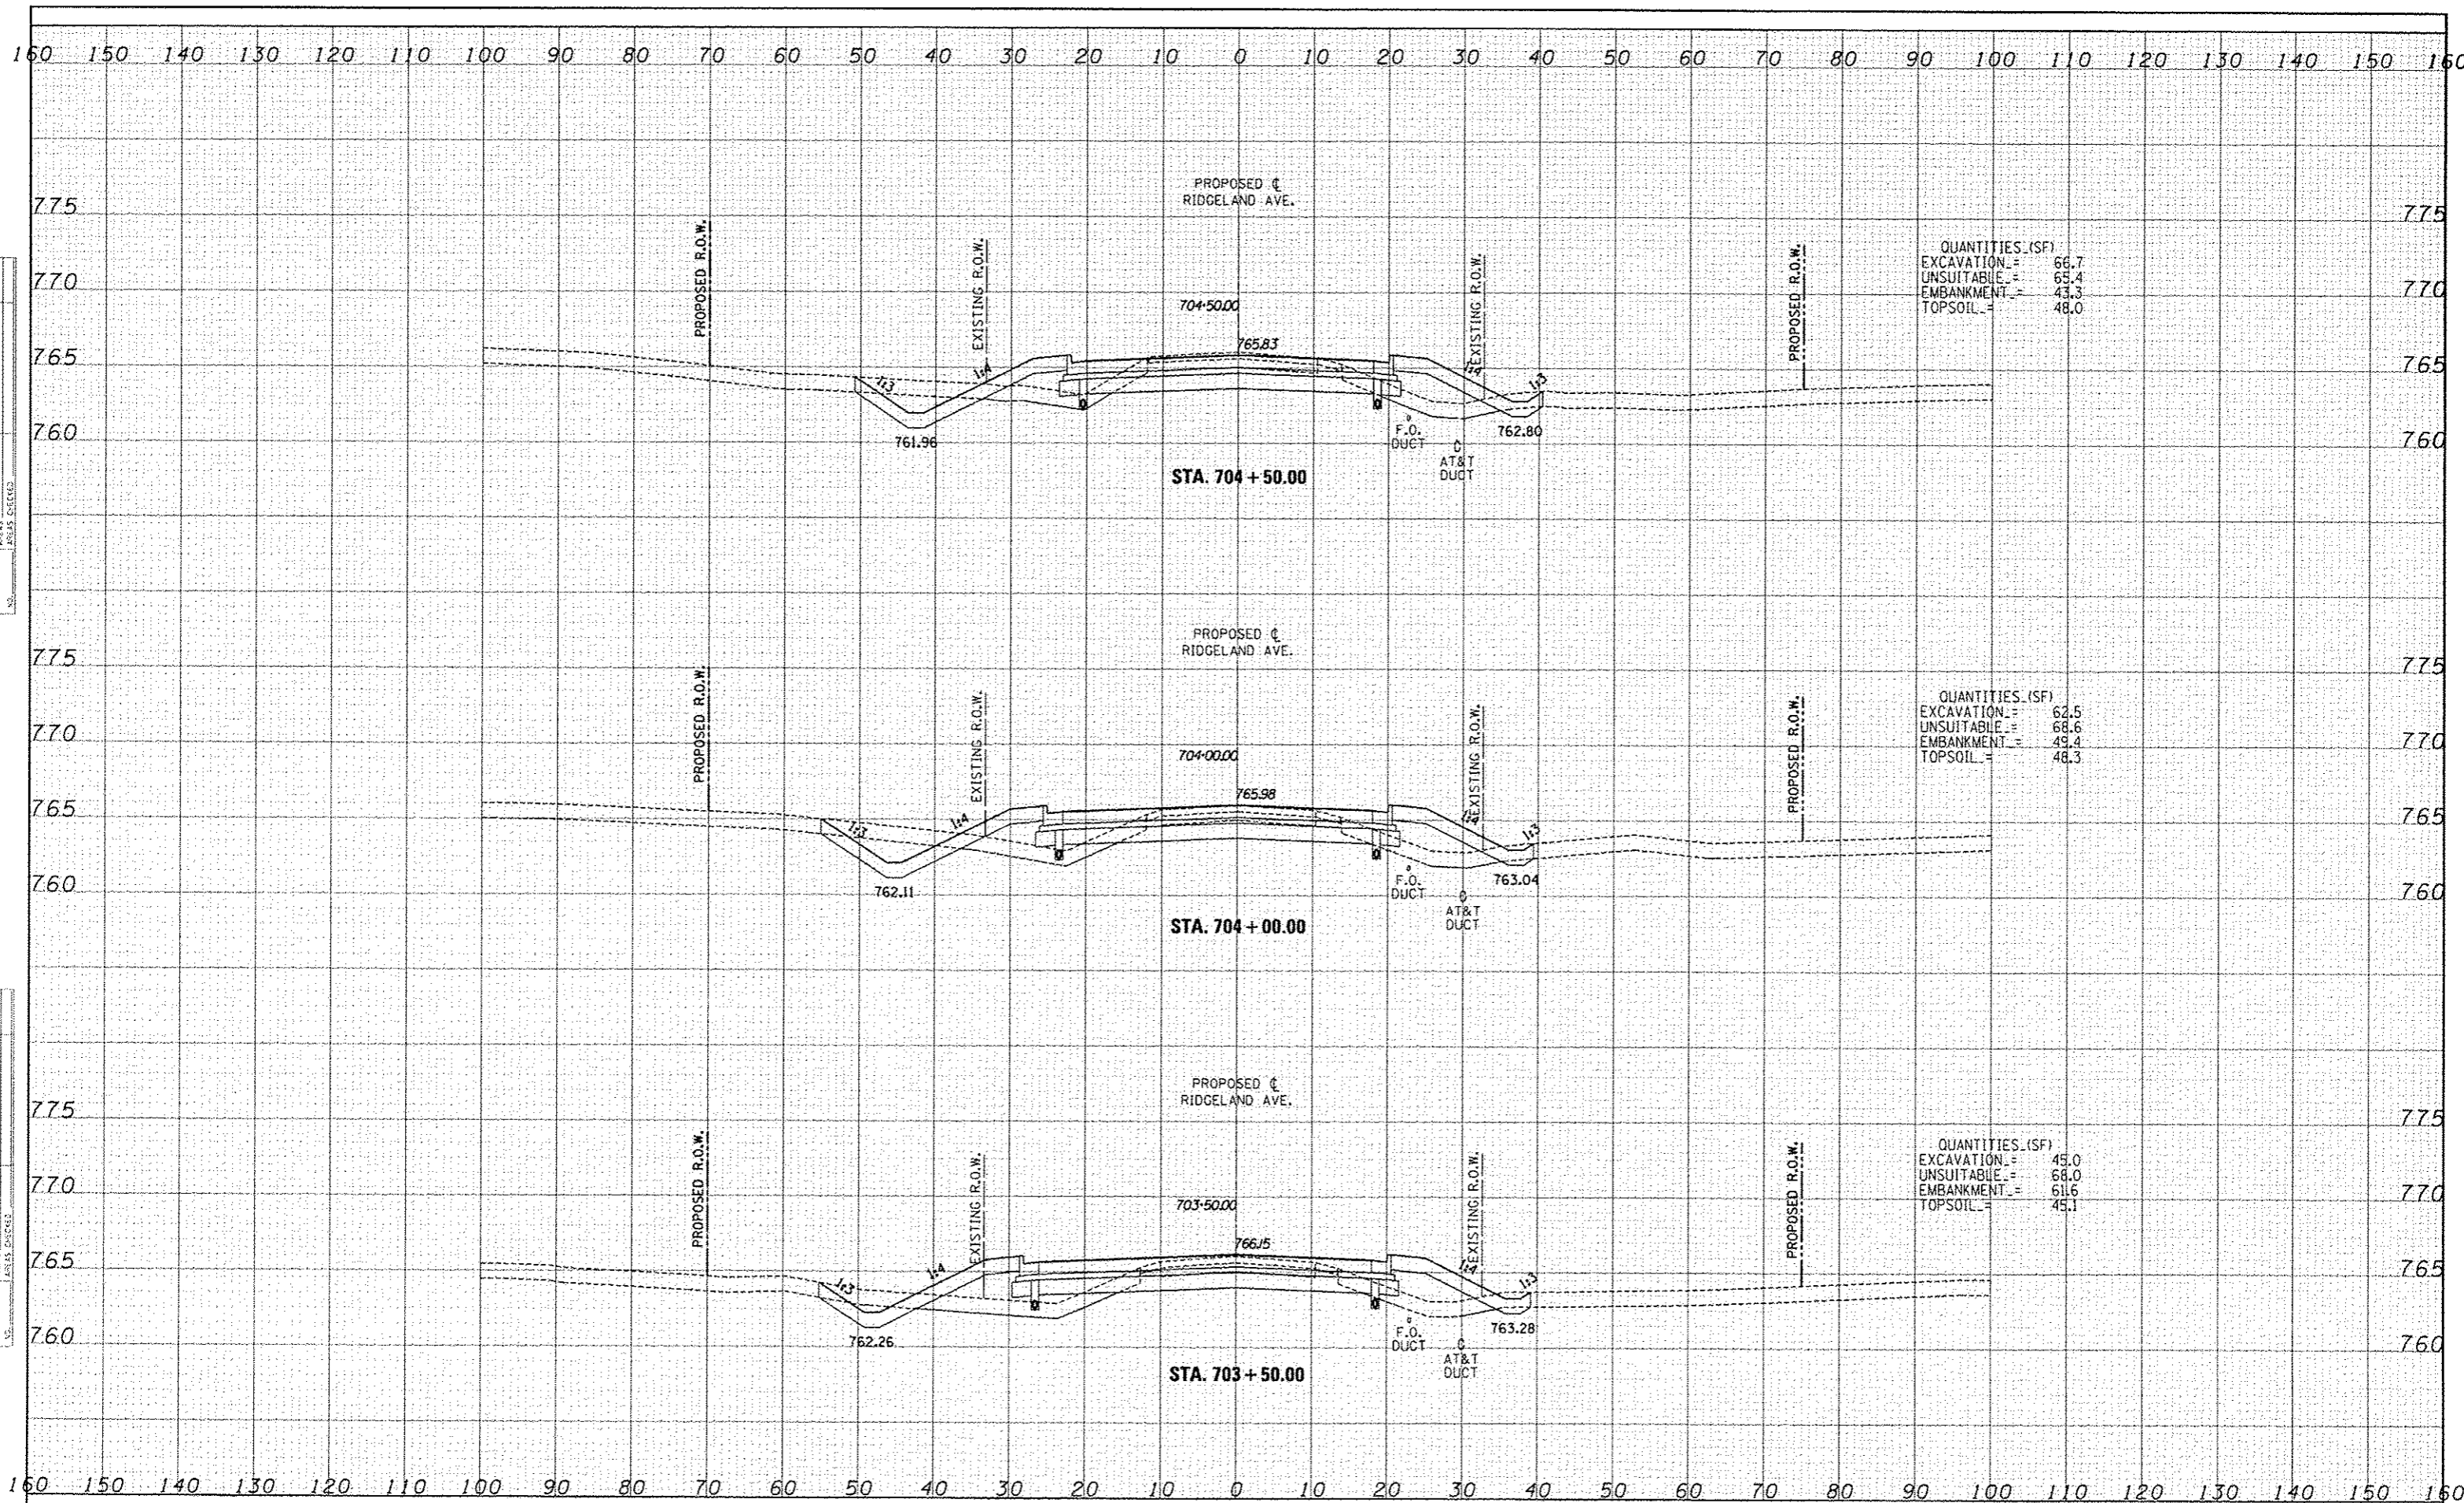 160 150 140 130 120 110 100 90 80 70 60 50 40 30 20 10 0 10 20 30 40 50 60 70 80 90 100 110 120 130 140 150 160
PROPOSED ℄
RIDGELAND AVE.
775 775
PROPOSED R.O.W.
EXISTING R.O.W.
EXISTING R.O.W.
PROPOSED R.O.W.
QUANTITIES (SF)
EXCAVATION = 66.7
UNSUITABLE = 65.4
EMBANKMENT = 43.3
TOPSOIL = 48.0
770 770
704+50.00
765.83
765 765
1:3 1:4 1:4 1:3
760 760
761.96
F.O.
DUCT
762.80
AT&T
DUCT
STA. 704 + 50.00
AREAS CHECKED
NO.
PROPOSED ℄
RIDGELAND AVE.
775 775
PROPOSED R.O.W.
EXISTING R.O.W.
EXISTING R.O.W.
PROPOSED R.O.W.
QUANTITIES (SF)
EXCAVATION = 62.5
UNSUITABLE = 68.6
EMBANKMENT = 49.4
TOPSOIL = 48.3
770 770
704+00.00
765.98
765 765
1:3 1:4 1:4 1:3
760 760
762.11
F.O.
DUCT
763.04
AT&T
DUCT
STA. 704 + 00.00
PROPOSED ℄
RIDGELAND AVE.
775 775
PROPOSED R.O.W.
EXISTING R.O.W.
EXISTING R.O.W.
PROPOSED R.O.W.
QUANTITIES (SF)
EXCAVATION = 45.0
UNSUITABLE = 68.0
EMBANKMENT = 61.6
TOPSOIL = 45.1
770 770
703+50.00
766.15
765 765
1:3 1:4 1:4 1:3
760 760
762.26
F.O.
DUCT
763.28
AT&T
DUCT
STA. 703 + 50.00
AREAS CHECKED
NO.
160 150 140 130 120 110 100 90 80 70 60 50 40 30 20 10 0 10 20 30 40 50 60 70 80 90 100 110 120 130 140 150 160